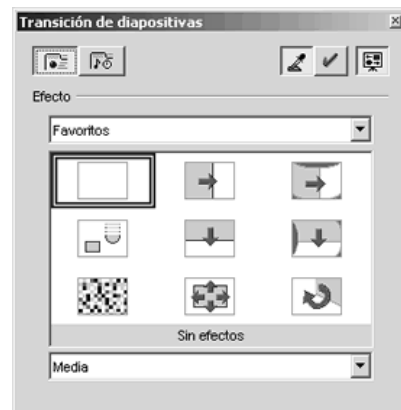 Transición de diapositivas
Efecto
Favoritos
Sin efectos
Media